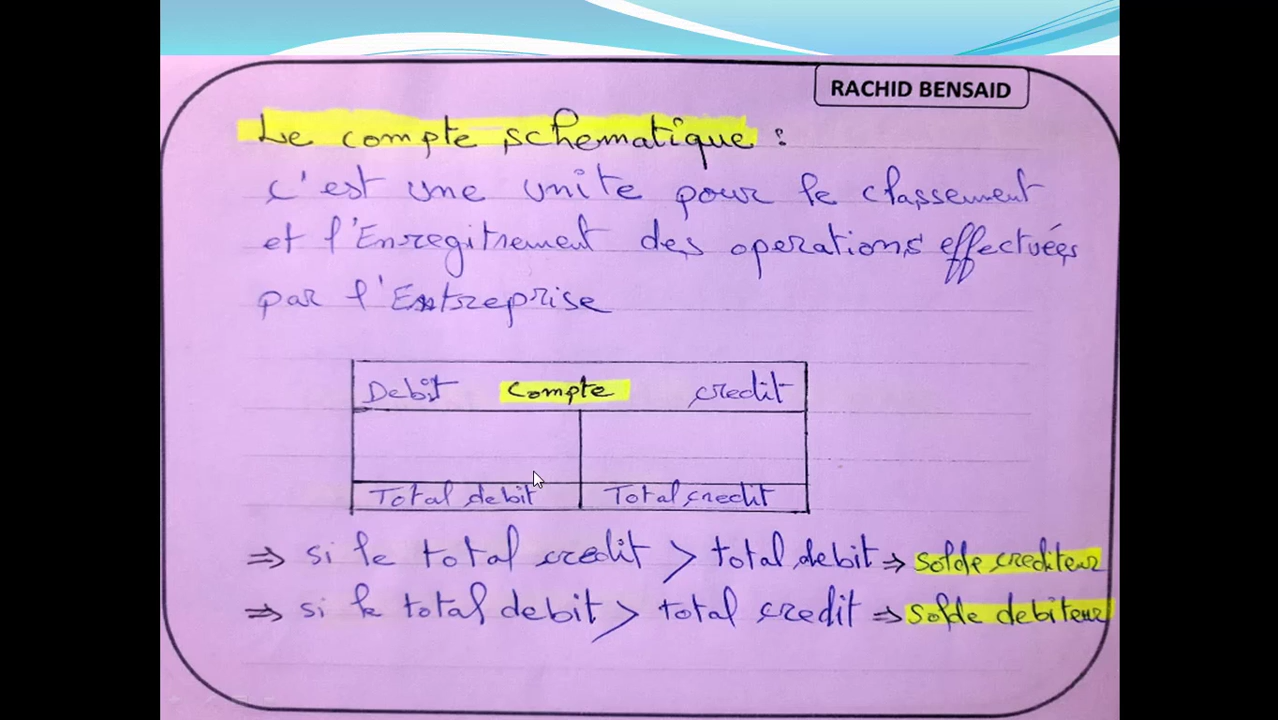 RACHID BENSAID
Le compte schematique :
c'est une unite pour le classement
et l'Enregitrement des operations effectuées
par l'Entreprise
Debit Compte credit
Total debit Total credit
⇒ si le total credit > total debit ⇒ solde crediteur
⇒ si le total debit > total credit ⇒ solde debiteur